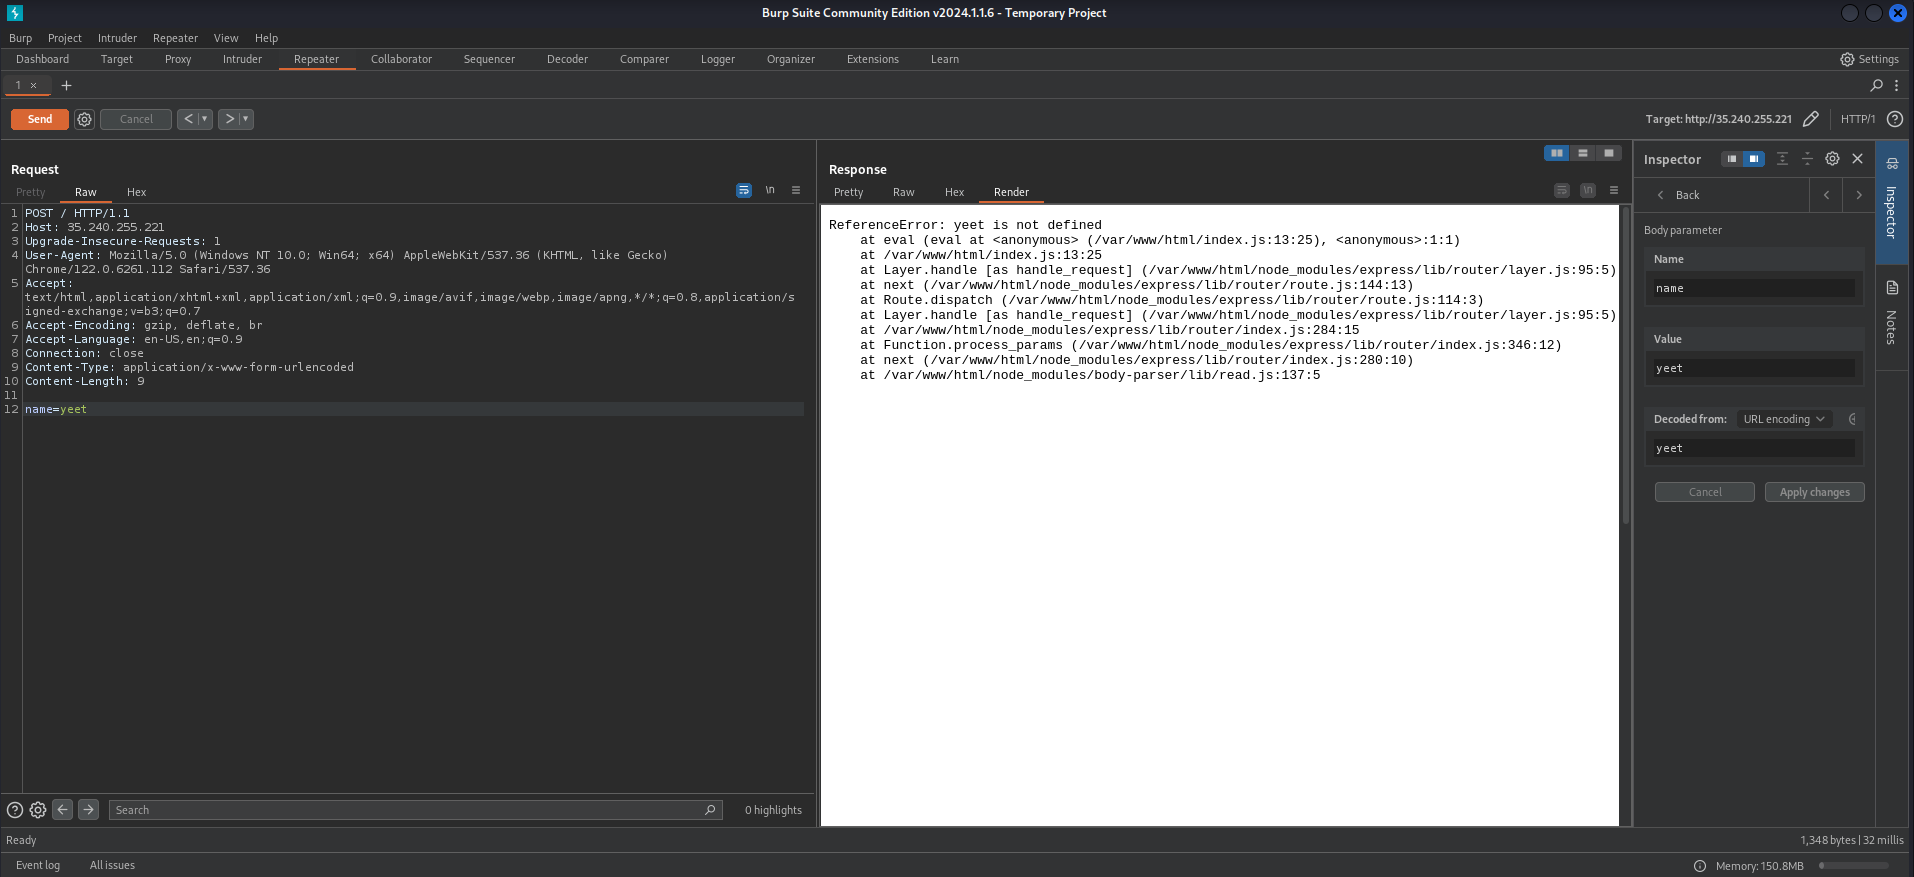 Burp Suite Community Edition v2024.1.1.6 - Temporary Project
Burp Project Intruder Repeater View Help
Dashboard Target Proxy Intruder Repeater Collaborator Sequencer Decoder Comparer Logger Organizer Extensions Learn Settings
1 × +
Send Cancel < ▼ > ▼ Target: http://35.240.255.221 HTTP/1 ?
Request
Pretty Raw Hex \n
1 POST / HTTP/1.1
2 Host: 35.240.255.221
3 Upgrade-Insecure-Requests: 1
4 User-Agent: Mozilla/5.0 (Windows NT 10.0; Win64; x64) AppleWebKit/537.36 (KHTML, like Gecko)
Chrome/122.0.6261.112 Safari/537.36
5 Accept:
text/html,application/xhtml+xml,application/xml;q=0.9,image/avif,image/webp,image/apng,*/*;q=0.8,application/s
igned-exchange;v=b3;q=0.7
6 Accept-Encoding: gzip, deflate, br
7 Accept-Language: en-US,en;q=0.9
8 Connection: close
9 Content-Type: application/x-www-form-urlencoded
10 Content-Length: 9
11
12 name=yeet
Search 0 highlights
Response
Pretty Raw Hex Render \n
ReferenceError: yeet is not defined
at eval (eval at <anonymous> (/var/www/html/index.js:13:25), <anonymous>:1:1)
at /var/www/html/index.js:13:25
at Layer.handle [as handle_request] (/var/www/html/node_modules/express/lib/router/layer.js:95:5)
at next (/var/www/html/node_modules/express/lib/router/route.js:144:13)
at Route.dispatch (/var/www/html/node_modules/express/lib/router/route.js:114:3)
at Layer.handle [as handle_request] (/var/www/html/node_modules/express/lib/router/layer.js:95:5)
at /var/www/html/node_modules/express/lib/router/index.js:284:15
at Function.process_params (/var/www/html/node_modules/express/lib/router/index.js:346:12)
at next (/var/www/html/node_modules/express/lib/router/index.js:280:10)
at /var/www/html/node_modules/body-parser/lib/read.js:137:5
Inspector
Back
Body parameter
Name
name
Value
yeet
Decoded from: URL encoding
yeet
Cancel Apply changes
Inspector
Notes
Ready 1,348 bytes | 32 millis
Event log All issues Memory: 150.8MB